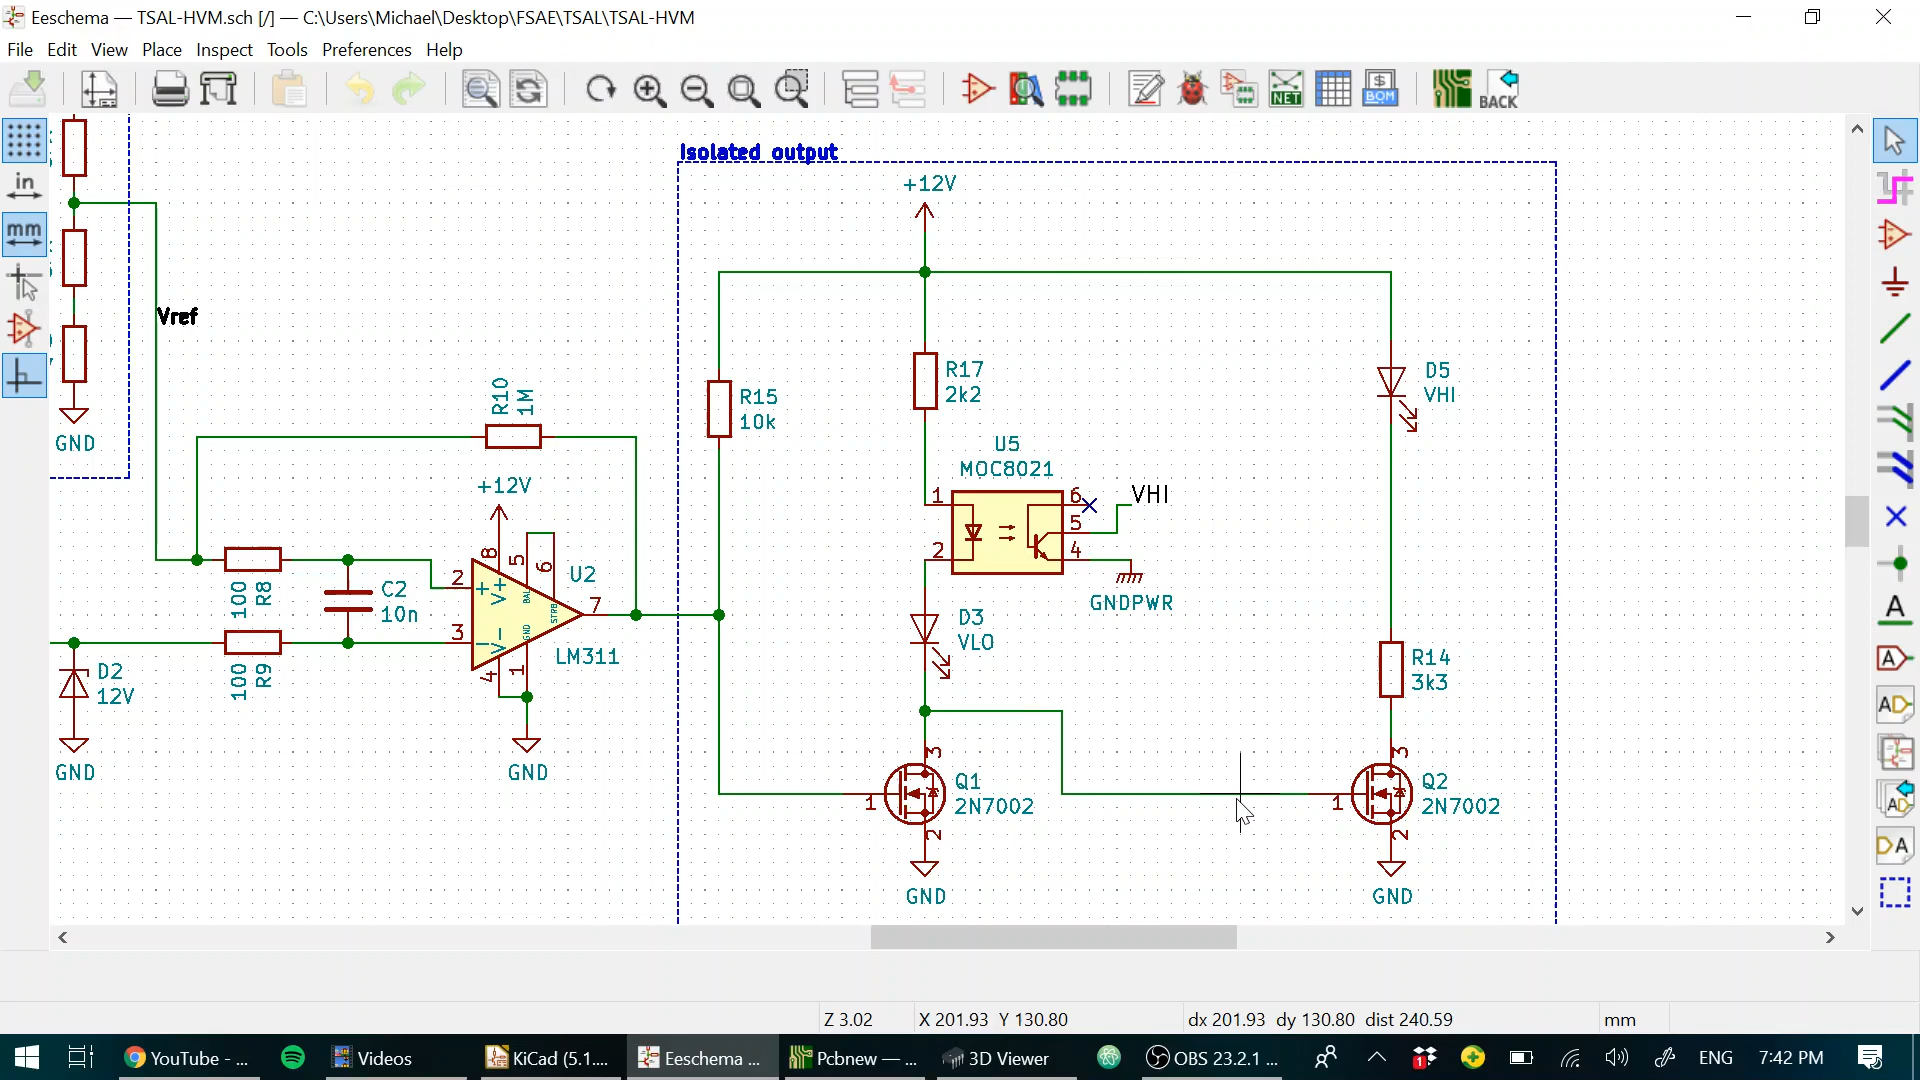 Eeschema — TSAL-HVM.sch [/] — C:\Users\Michael\Desktop\FSAE\TSAL\TSAL-HVM
File Edit View Place Inspect Tools Preferences Help
NET
$
BOM
BACK
in
mm
Isolated output
+12V
Vref
R10
1M
R15
10k
R17
2k2
D5
VHI
GND
U5
MOC8021
+12V
1
2
6
5
4
VHI
GNDPWR
8
5
6
U2
2
3
7
+
V+
BAL
STRB
GND
V-
4
1
LM311
100
R8
C2
10n
100
R9
D2
12V
D3
VLO
R14
3k3
GND
GND
3
1
2
Q1
2N7002
3
1
2
Q2
2N7002
GND
GND
A
A
A
A
A
A
Z 3.02
X 201.93 Y 130.80
dx 201.93 dy 130.80 dist 240.59
mm
YouTube - ...
Videos
KiCad (5.1....
Eeschema ...
Pcbnew — ...
3D Viewer
OBS 23.2.1 ...
1
ENG
7:42 PM